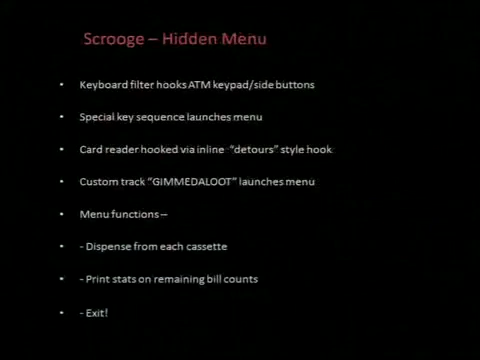 Scrooge – Hidden Menu
• Keyboard filter hooks ATM keypad/side buttons
• Special key sequence launches menu
• Card reader hooked via inline "detours" style hook
• Custom track "GIMMEDALOOT" launches menu
• Menu functions –
• - Dispense from each cassette
• - Print stats on remaining bill counts
• - Exit!